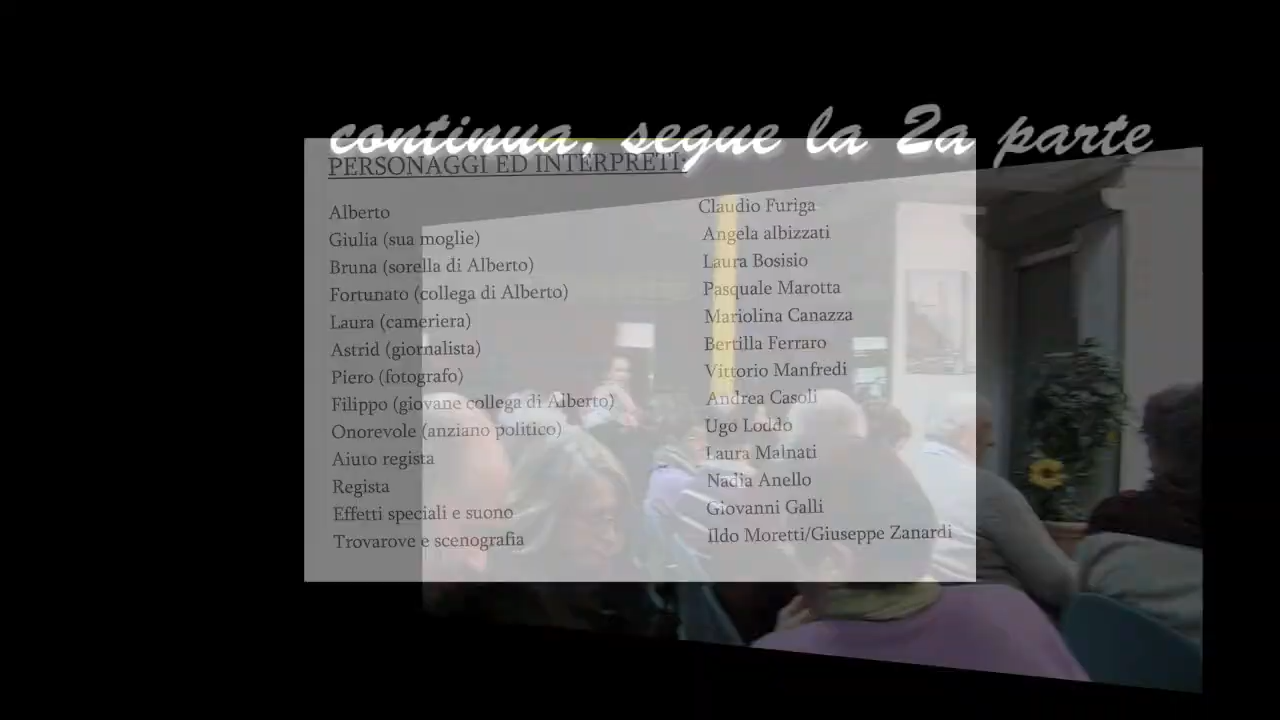 continua, segue la 2a parte
PERSONAGGI ED INTERPRETI:
Alberto Claudio Furiga
Giulia (sua moglie) Angela albizzati
Bruna (sorella di Alberto) Laura Bosisio
Fortunato (collega di Alberto) Pasquale Marotta
Laura (cameriera) Mariolina Canazza
Astrid (giornalista) Bertilla Ferraro
Piero (fotografo) Vittorio Manfredi
Filippo (giovane collega di Alberto) Andrea Casoli
Onorevole (anziano politico) Ugo Loddo
Aiuto regista Laura Malnati
Regista Nadia Anello
Effetti speciali e suono Giovanni Galli
Trovarove e scenografia Ildo Moretti/Giuseppe Zanardi